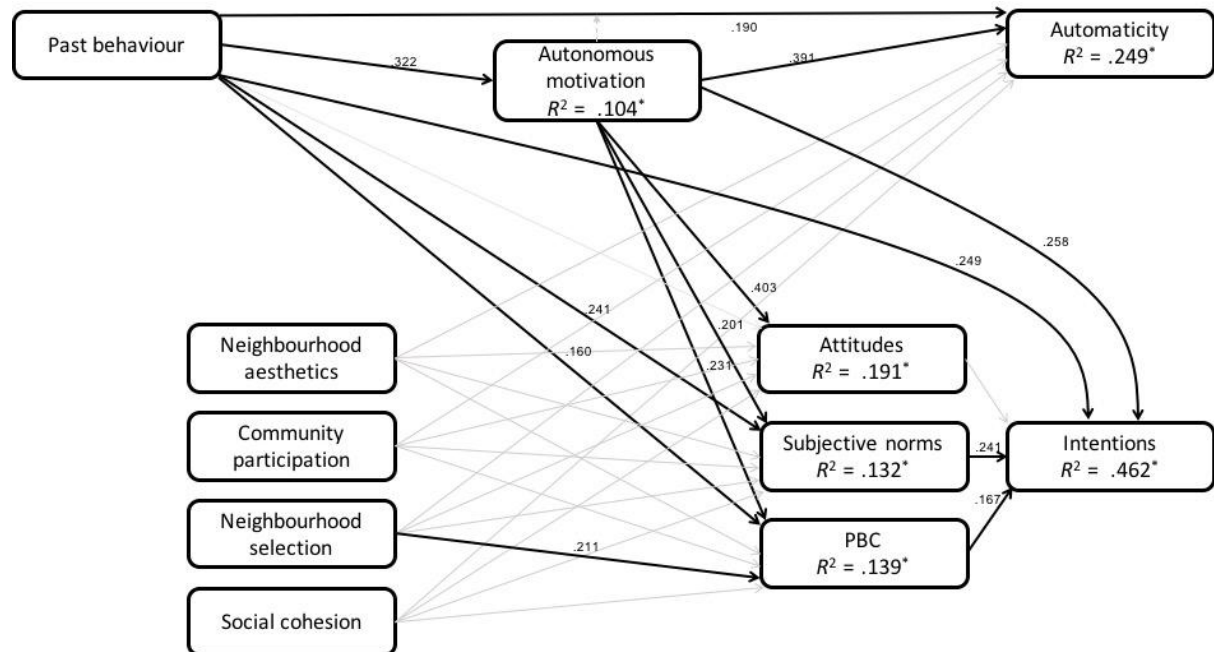 Past behaviour
.190
Automaticity
R² = .249*
.322
Autonomous
motivation
R² = .104*
.391
.258
.249
.403
.241
.201
.160
.231
Neighbourhood
aesthetics
Attitudes
R² = .191*
Community
participation
Subjective norms
R² = .132*
.241
Intentions
R² = .462*
.167
Neighbourhood
selection
.211
PBC
R² = .139*
Social cohesion